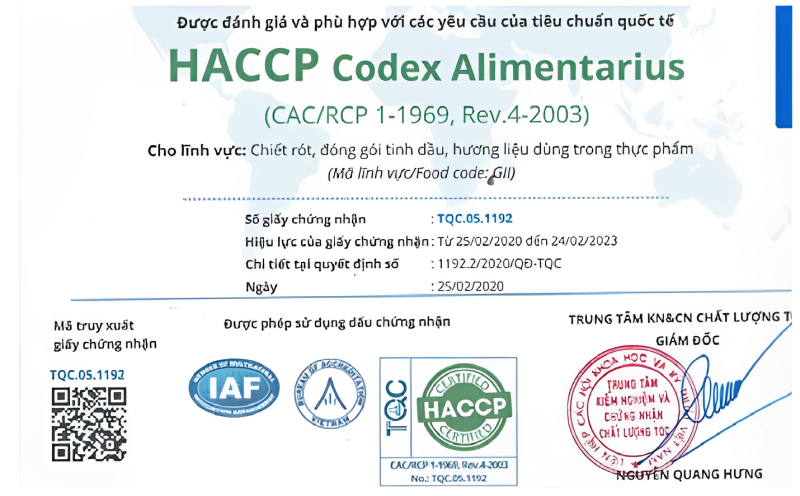 Được đánh giá và phù hợp với các yêu cầu của tiêu chuẩn quốc tế
HACCP Codex Alimentarius
(CAC/RCP 1-1969, Rev.4-2003)
Cho lĩnh vực: Chiết rót, đóng gói tinh dầu, hương liệu dùng trong thực phẩm
(Mã lĩnh vực/Food code: GII)
Số giấy chứng nhận : TQC.05.1192
Hiệu lực của giấy chứng nhận : Từ 25/02/2020 đến 24/02/2023
Chi tiết tại quyết định số : 1192.2/2020/QĐ-TQC
Ngày : 25/02/2020
Mã truy xuất
giấy chứng nhận
TQC.05.1192
Được phép sử dụng dấu chứng nhận
IAF
BUREAU OF ACCREDITATION
VIETNAM
TQC
CERTIFIED
HACCP
CERTIFIED
CAC/RCP 1-1969, Rev.4-2003
No.: TQC.05.1192
TRUNG TÂM KN&CN CHẤT LƯỢNG
GIÁM ĐỐC
LIÊN HIỆP CÁC HỘI KHOA HỌC VÀ KỸ THUẬT VIỆT NAM
TRUNG TÂM
KIỂM NGHIỆM VÀ
CHỨNG NHẬN
CHẤT LƯỢNG TQC
NGUYỄN QUANG HƯNG